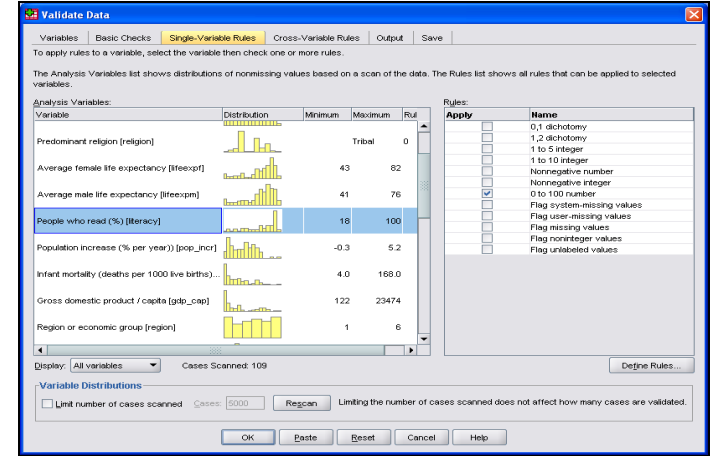 Validate Data
Variables Basic Checks Single-Variable Rules Cross-Variable Rules Output Save
To apply rules to a variable, select the variable then check one or more rules.
The Analysis Variables list shows distributions of nonmissing values based on a scan of the data. The Rules list shows all rules that can be applied to selected
variables.
Analysis Variables: Rules:
Variable Distribution Minimum Maximum Rul Apply Name
0,1 dichotomy
1,2 dichotomy
Predominant religion [religion] Tribal 0
1 to 5 integer
1 to 10 integer
Average female life expectancy [lifeexpf] 43 82
Nonnegative number
Nonnegative integer
Average male life expectancy [lifeexpm] 41 76
0 to 100 number
Flag system-missing values
People who read (%) [literacy] 18 100
Flag user-missing values
Flag missing values
Flag noninteger values
Population increase (% per year)) [pop_incr] -0.3 5.2
Flag unlabeled values
Infant mortality (deaths per 1000 live births)... 4.0 168.0
Gross domestic product / capita [gdp_cap] 122 23474
Region or economic group [region] 1 6
Display: All variables Cases Scanned: 109 Define Rules...
Variable Distributions
Limit number of cases scanned Cases: 5000 Rescan Limiting the number of cases scanned does not affect how many cases are validated.
OK Paste Reset Cancel Help